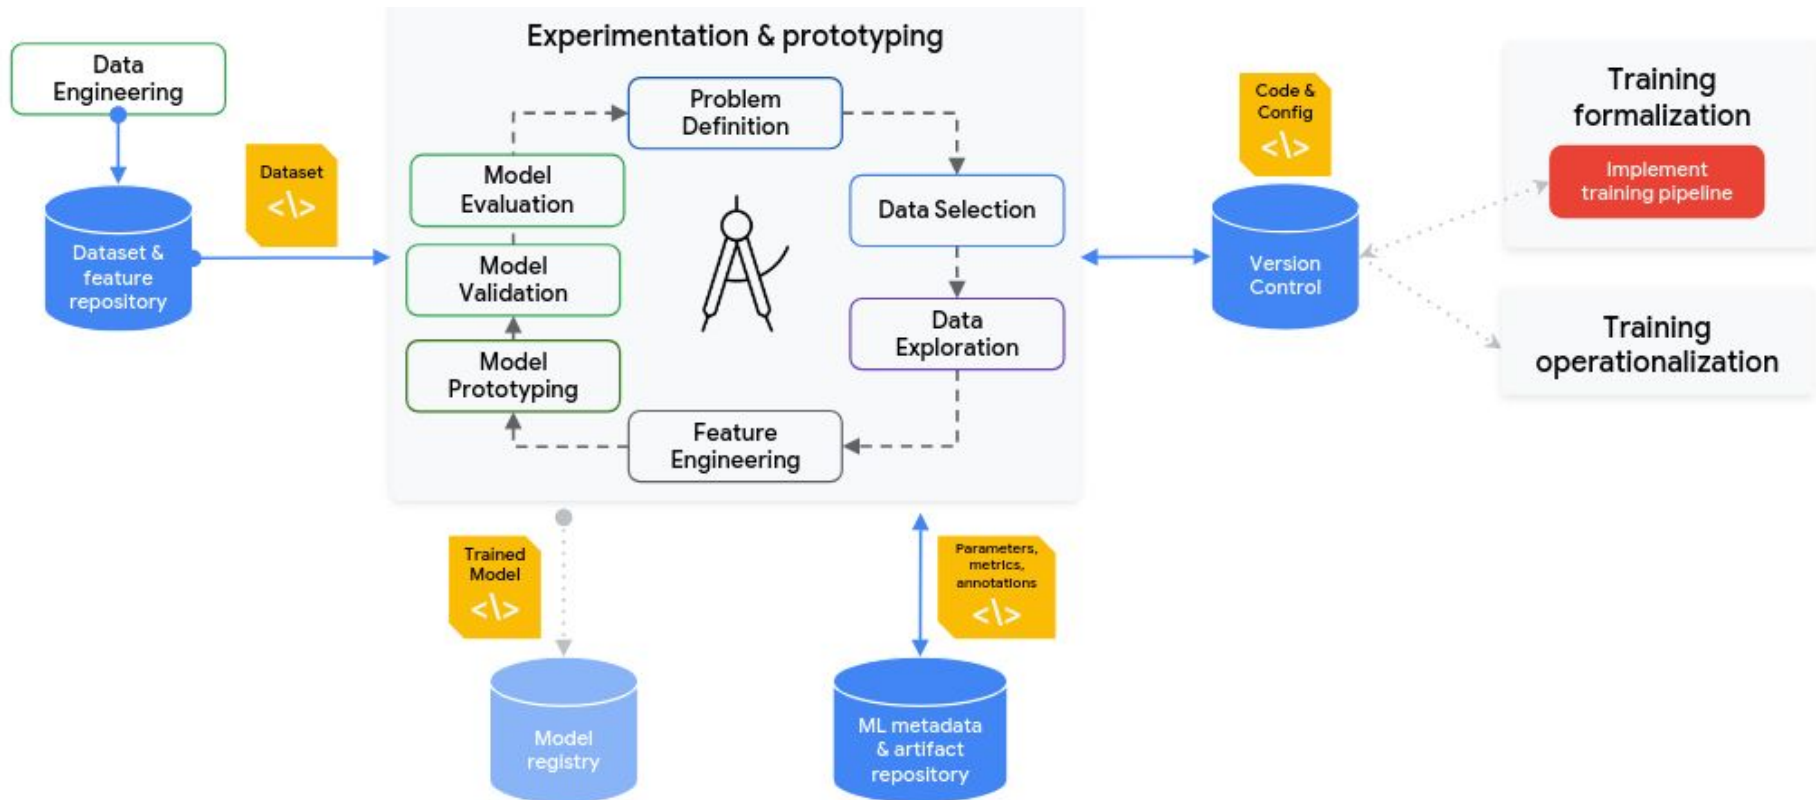 Experimentation & prototyping
Data
Engineering
Dataset
<\>
Dataset &
feature
repository
Problem
Definition
Data Selection
Data
Exploration
Feature
Engineering
Model
Prototyping
Model
Validation
Model
Evaluation
Code &
Config
<\>
Version
Control
Training
formalization
Implement
training pipeline
Training
operationalization
Trained
Model
<\>
Model
registry
Parameters,
metrics,
annotations
<\>
ML metadata
& artifact
repository